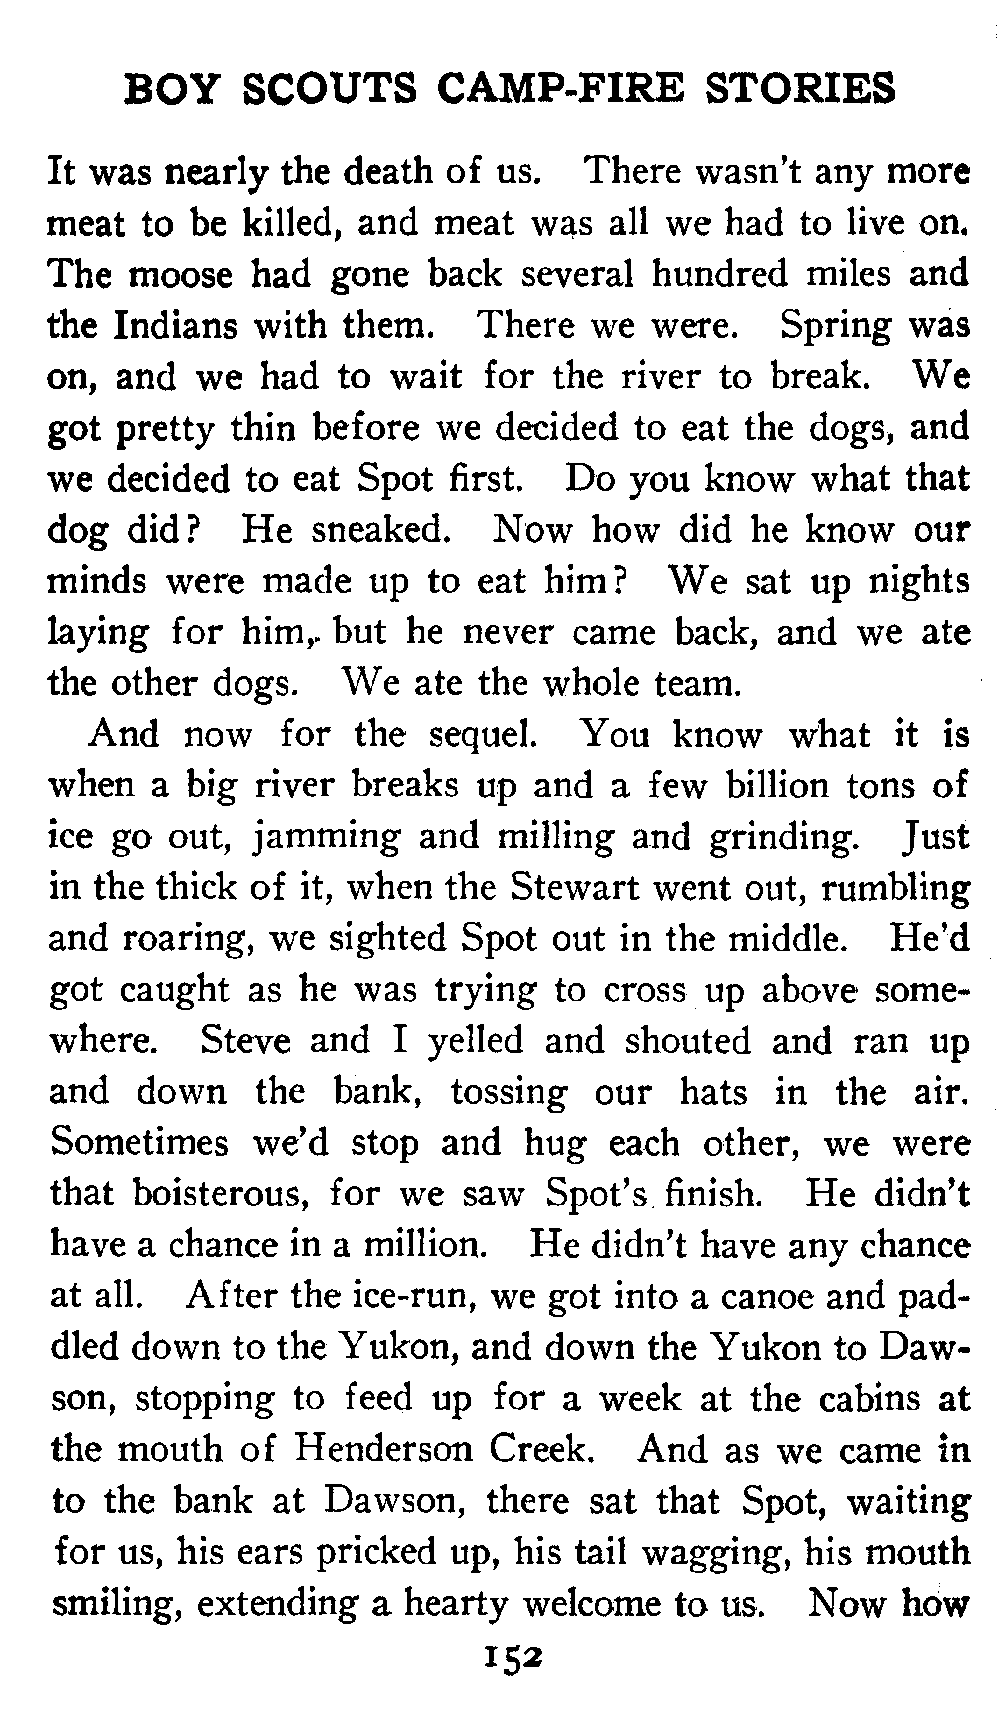 BOY SCOUTS CAMP-FIRE STORIES
It was nearly the death of us. There wasn't any more
meat to be killed, and meat was all we had to live on.
The moose had gone back several hundred miles and
the Indians with them. There we were. Spring was
on, and we had to wait for the river to break. We
got pretty thin before we decided to eat the dogs, and
we decided to eat Spot first. Do you know what that
dog did? He sneaked. Now how did he know our
minds were made up to eat him? We sat up nights
laying for him, but he never came back, and we ate
the other dogs. We ate the whole team.
And now for the sequel. You know what it is
when a big river breaks up and a few billion tons of
ice go out, jamming and milling and grinding. Just
in the thick of it, when the Stewart went out, rumbling
and roaring, we sighted Spot out in the middle. He'd
got caught as he was trying to cross up above some-
where. Steve and I yelled and shouted and ran up
and down the bank, tossing our hats in the air.
Sometimes we'd stop and hug each other, we were
that boisterous, for we saw Spot's finish. He didn't
have a chance in a million. He didn't have any chance
at all. After the ice-run, we got into a canoe and pad-
dled down to the Yukon, and down the Yukon to Daw-
son, stopping to feed up for a week at the cabins at
the mouth of Henderson Creek. And as we came in
to the bank at Dawson, there sat that Spot, waiting
for us, his ears pricked up, his tail wagging, his mouth
smiling, extending a hearty welcome to us. Now how
152